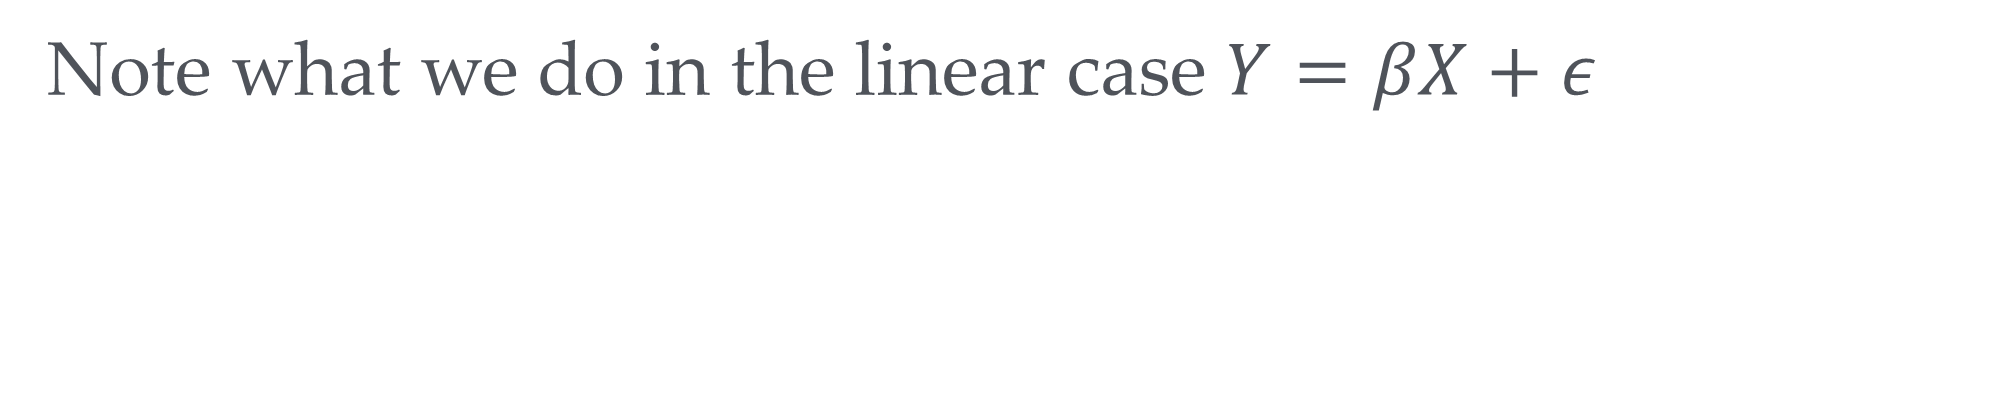 Note what we do in the linear case 𝑌 = 𝛽𝑋 + 𝜖